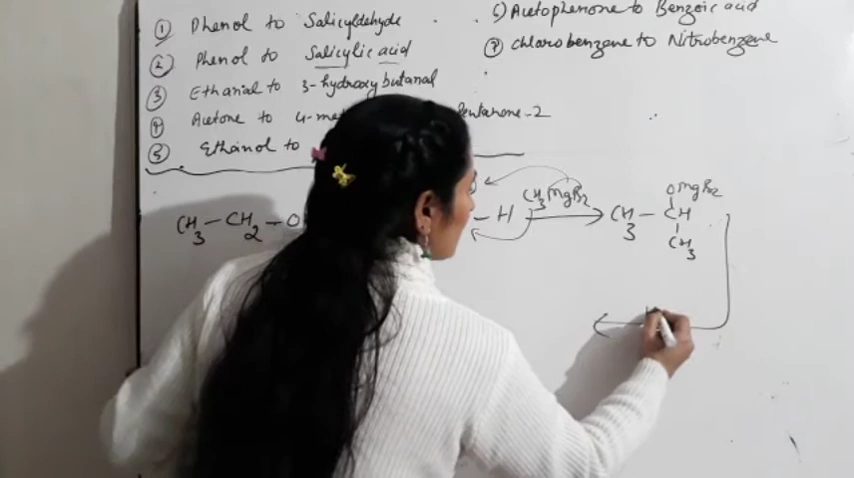 ① Phenol to Salicyldehyde
② Phenol to Salicylic acid
③ Ethanal to 3-hydroxy butanal
④ Acetone to 4-me Pentanone-2
⑤ Ethanol to
Acetophenone to Benzoic acid
⑦ Chlorobenzene to Nitrobenzene
CH3-CH2-O
-H
CH3MgBr
CH3-CH
OMgBr
CH3